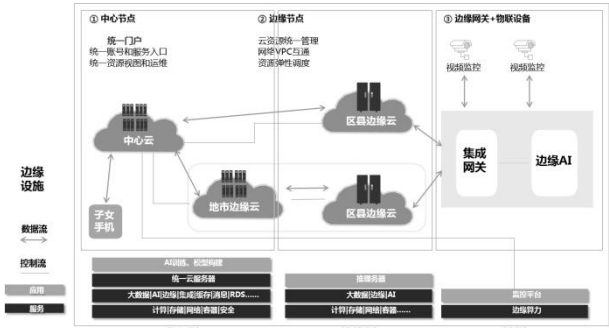 ① 中心节点
统一门户
统一账号和服务入口
统一资源视图和运维
② 边缘节点
云资源统一管理
网络VPC互通
资源弹性调度
③ 边缘网关+物联设备
视频监控
视频监控
中心云
区县边缘云
集成
网关
边缘AI
地市边缘云
区县边缘云
子女
手机
边缘
设施
数据流
控制流
应用
服务
AI训练、模型构建
统一云服务器
大数据|AI|边缘|集成|缓存|消息|RDS……
计算|存储|网络|容器|安全
推理务器
大数据|边缘|AI
计算|存储|网络|容器……
监控平台
边缘算力